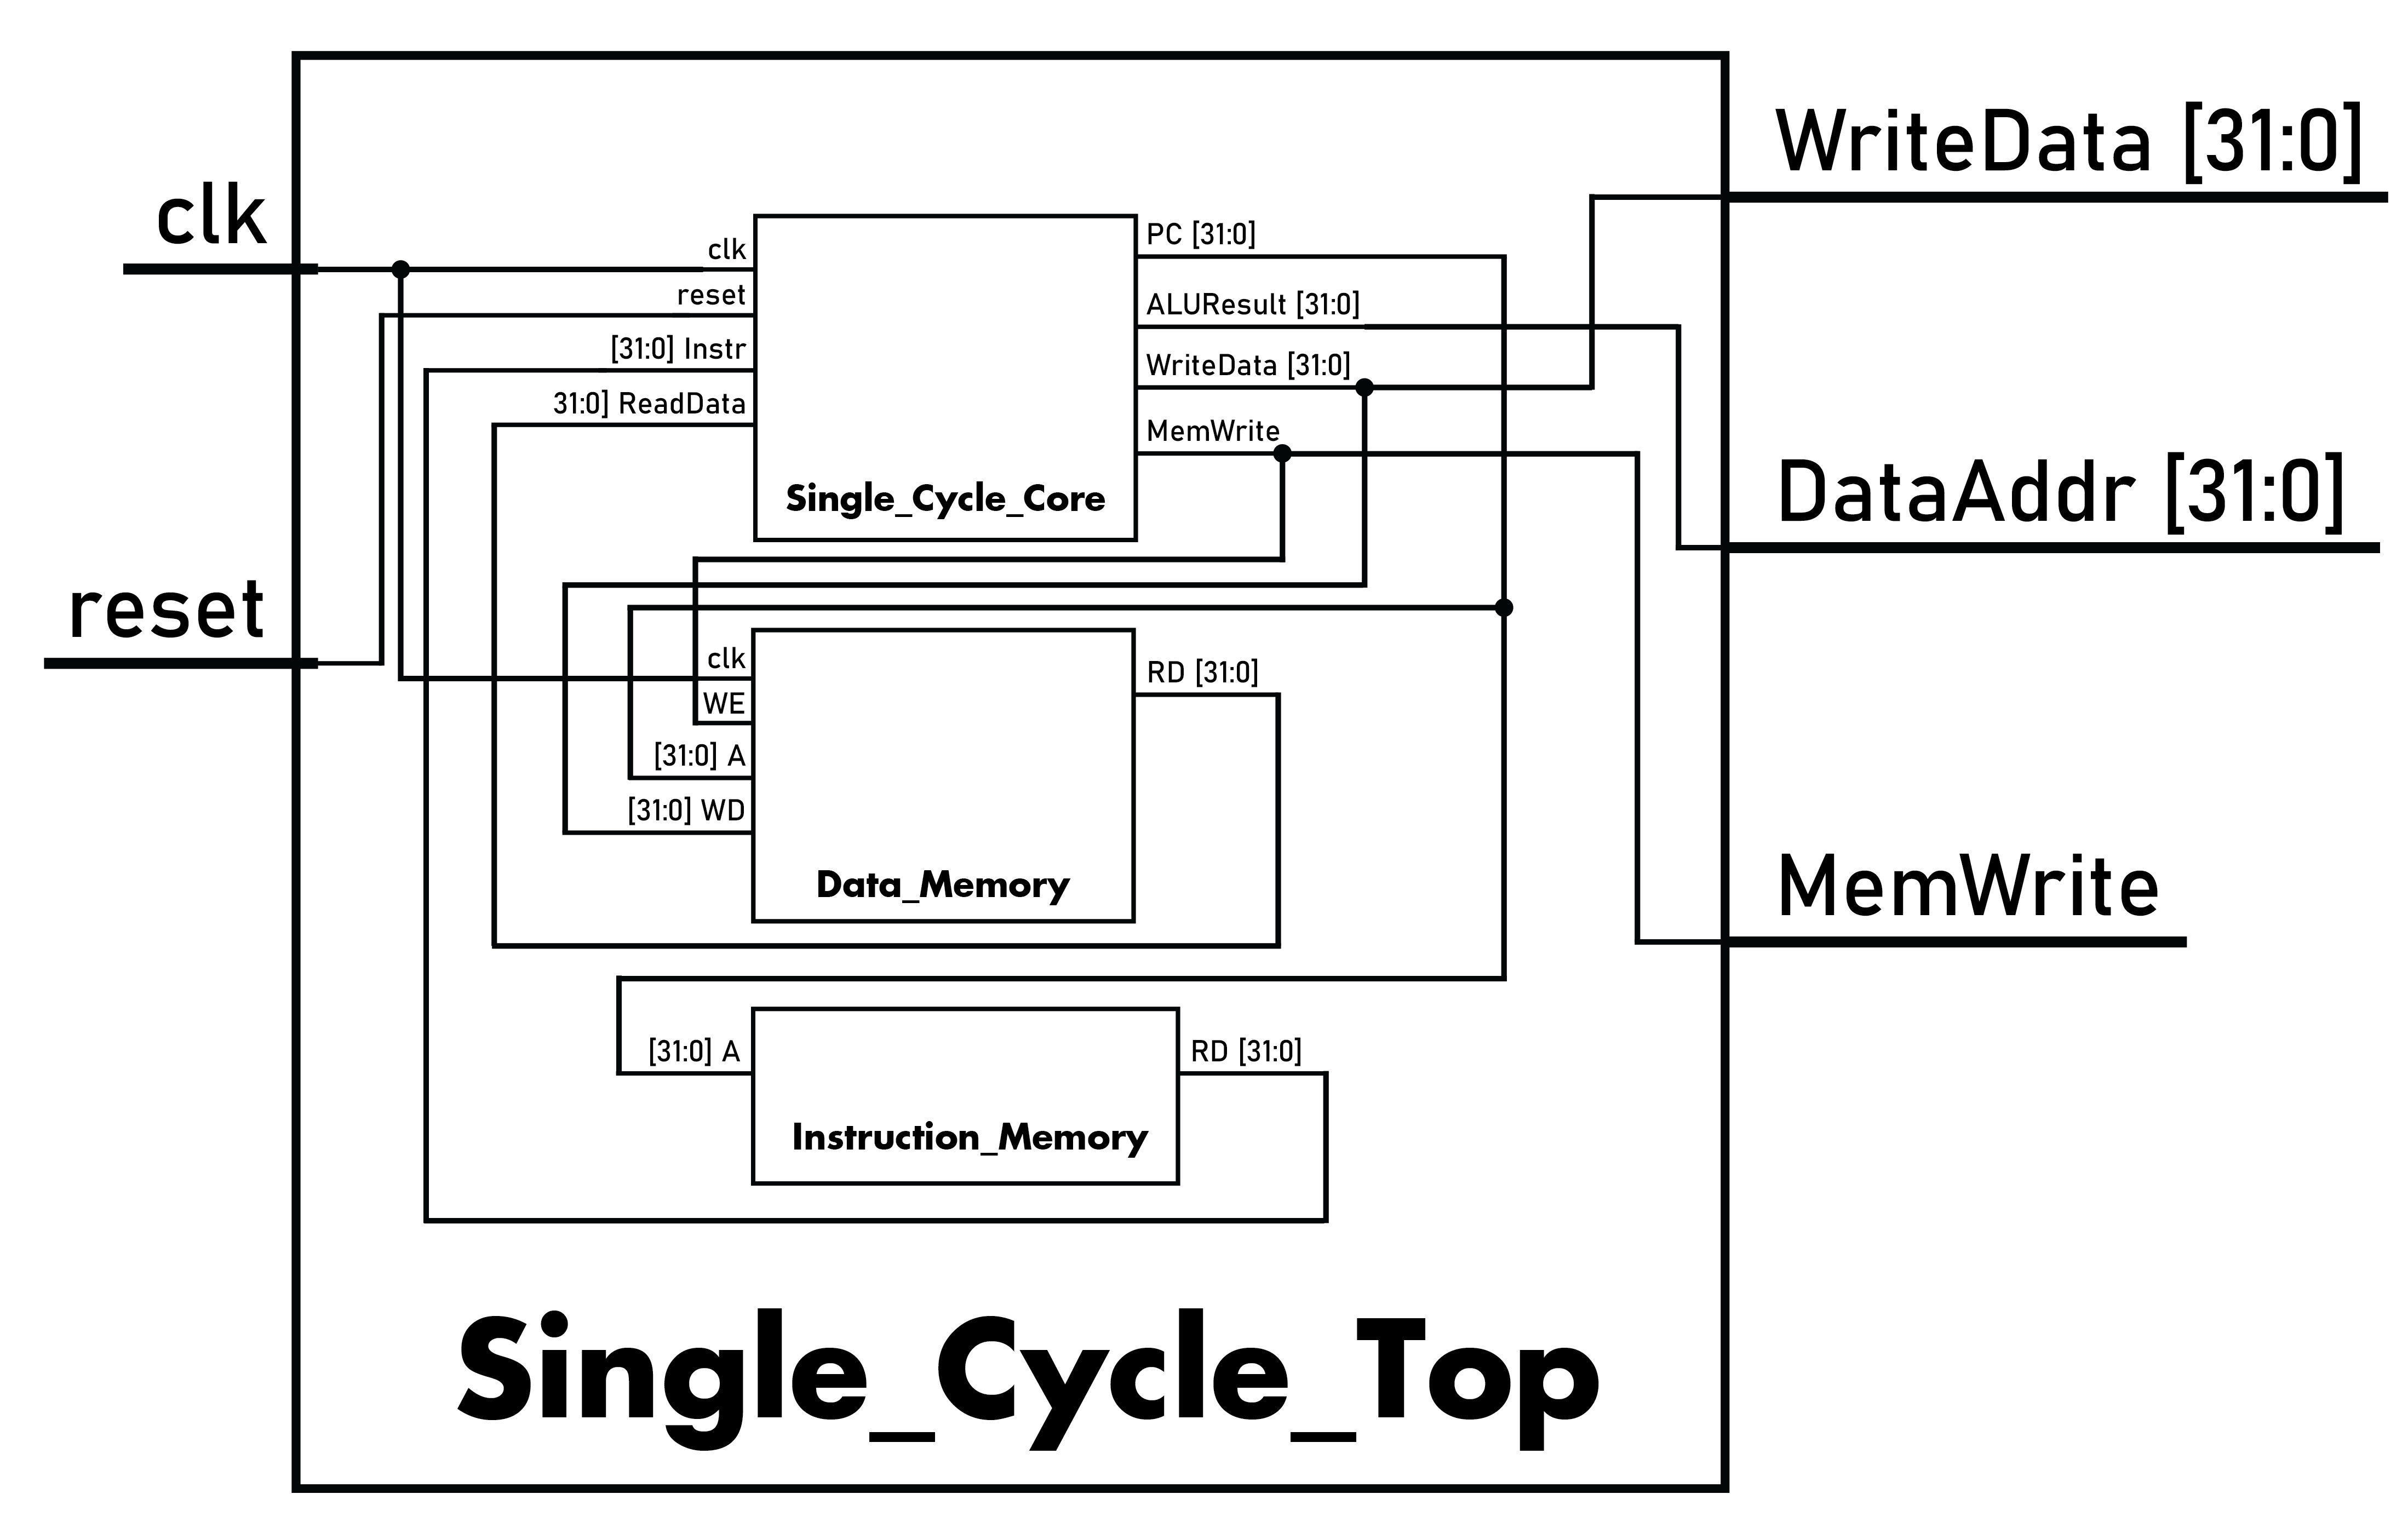 clk
reset
clk
reset
[31:0] Instr
31:0] ReadData
PC [31:0]
ALUResult [31:0]
WriteData [31:0]
MemWrite
Single_Cycle_Core
clk
WE
[31:0] A
[31:0] WD
RD [31:0]
Data_Memory
[31:0] A
RD [31:0]
Instruction_Memory
WriteData [31:0]
DataAddr [31:0]
MemWrite
Single_Cycle_Top